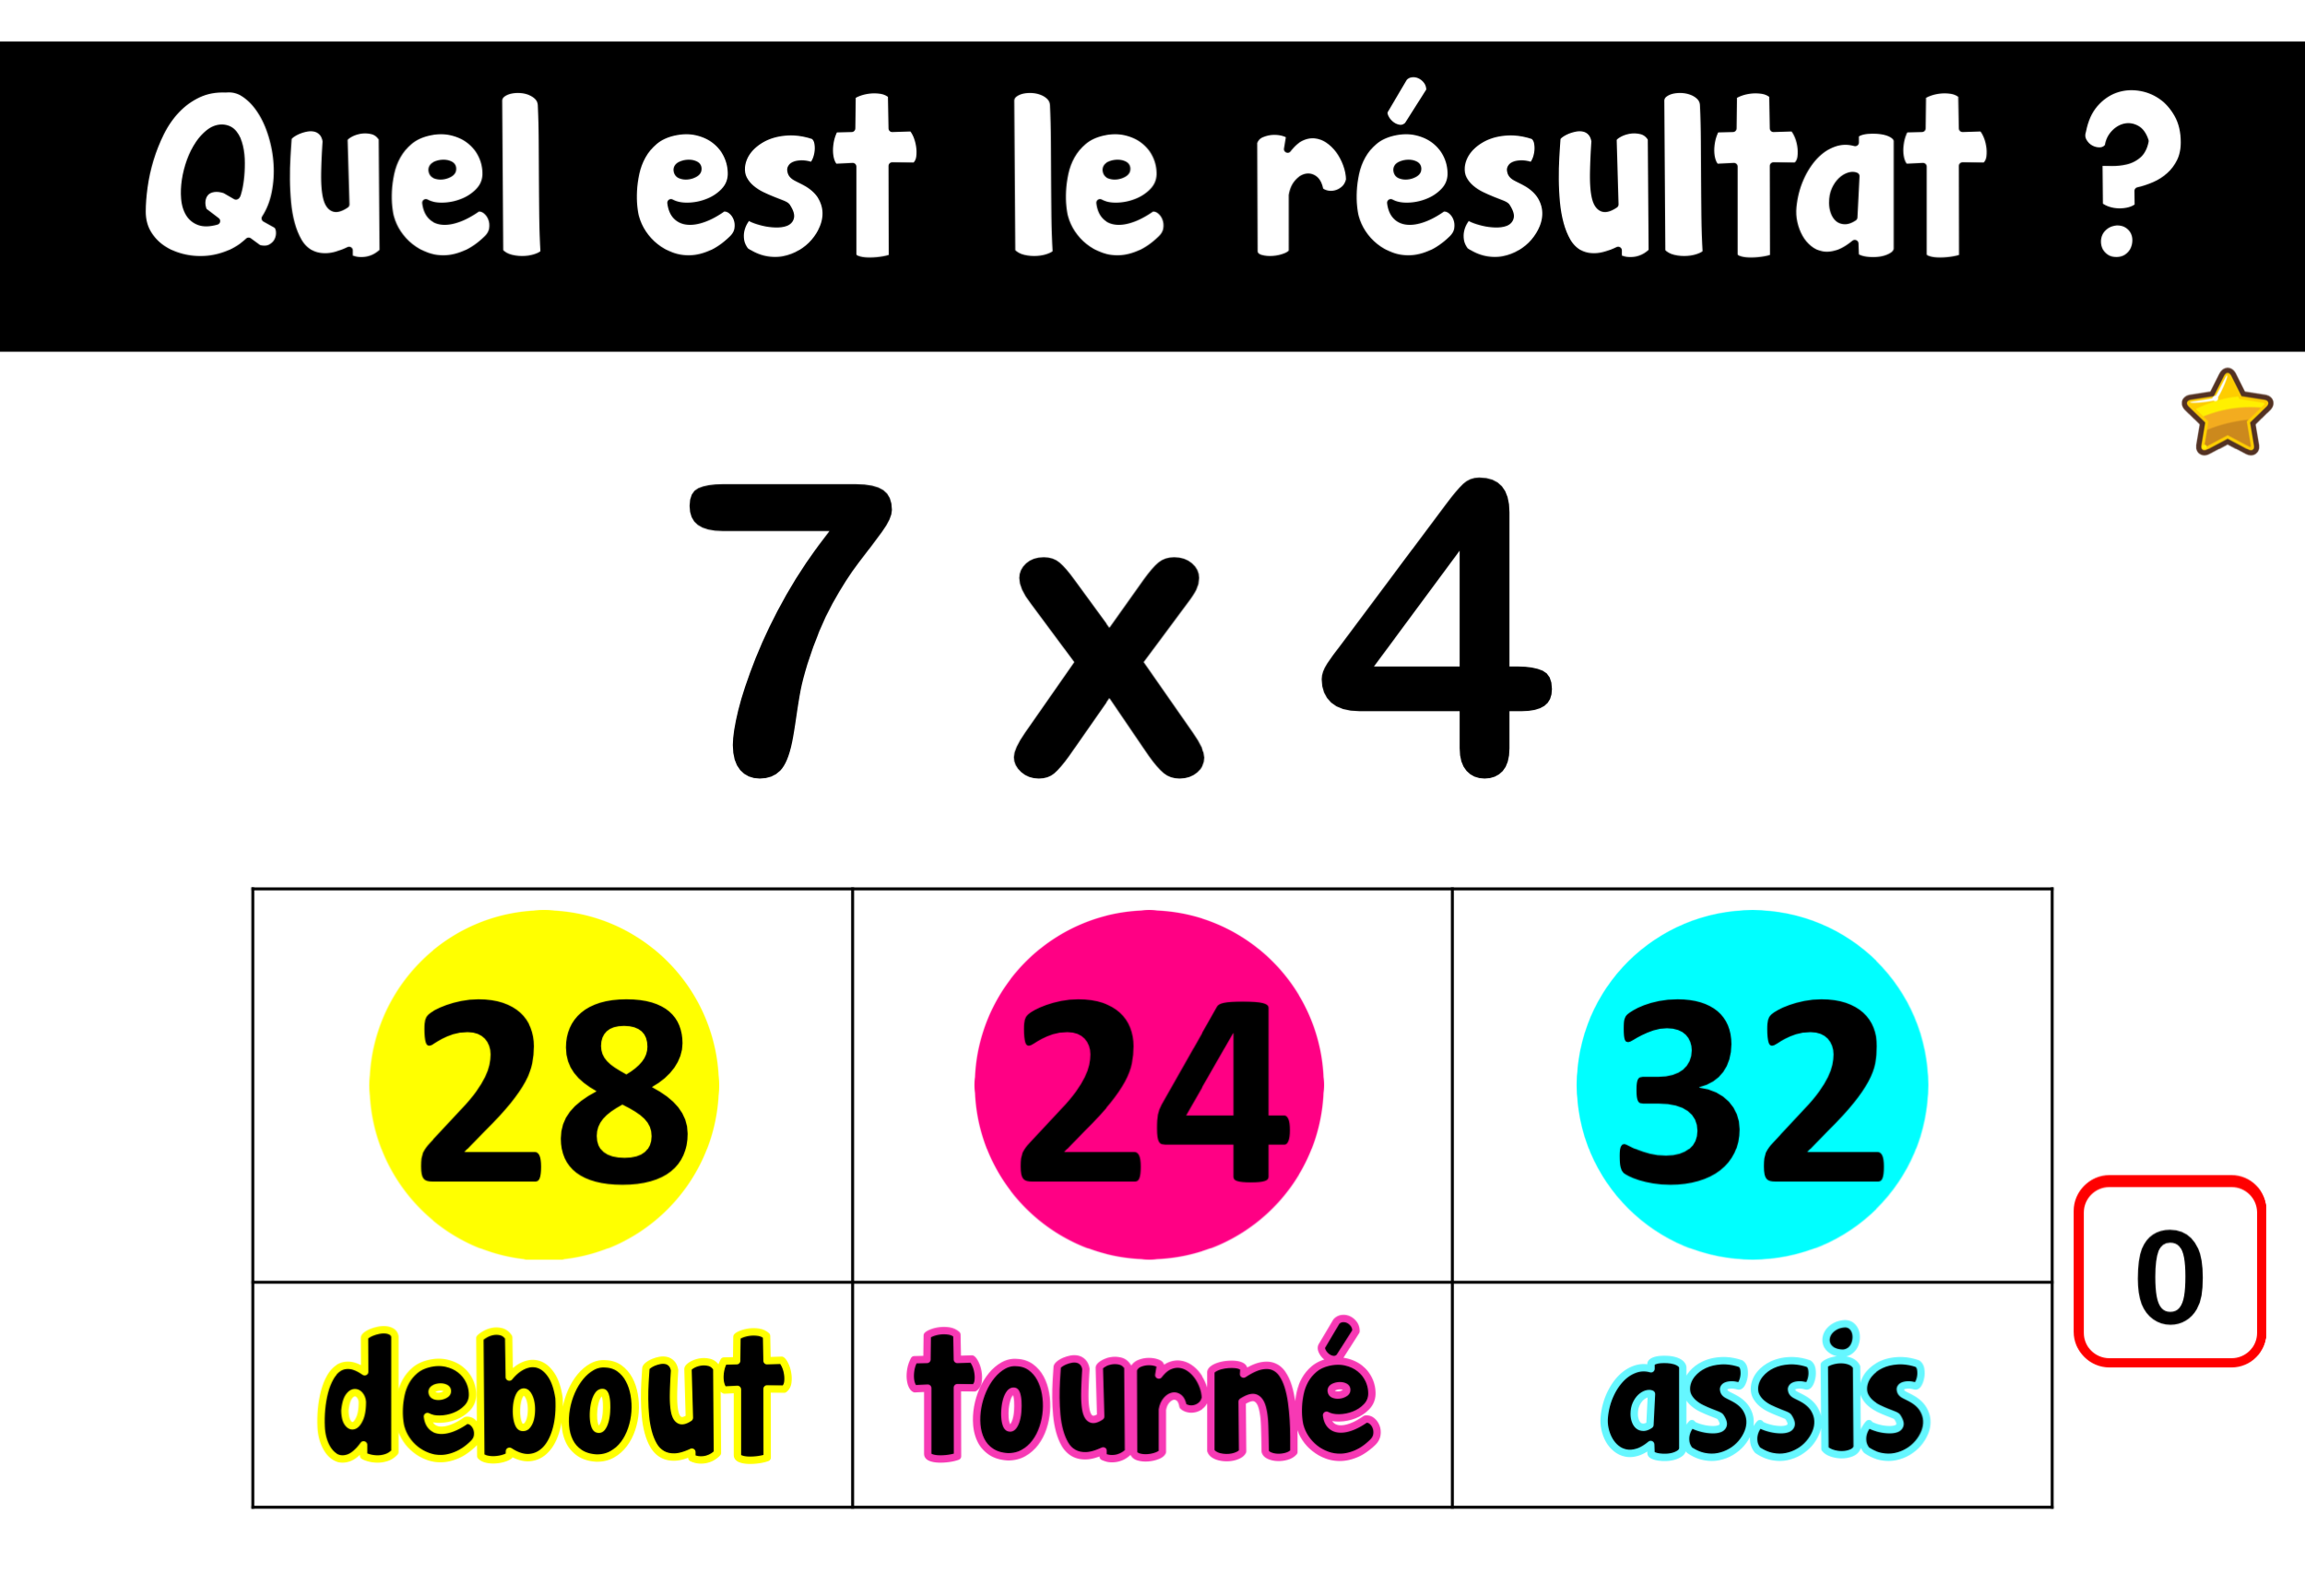 Quel est le résultat ?
7 x 4
28 24 32
0
debout tourné assis